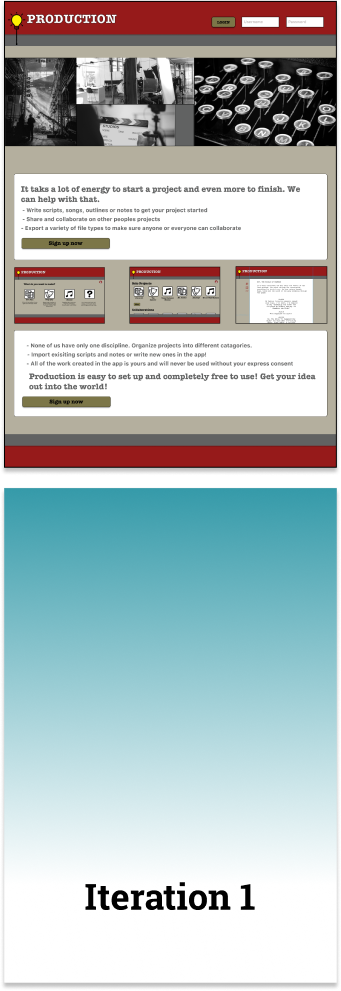 PRODUCTION
LOGIN
Username
Password
It taks a lot of energy to start a project and even more to finish. We
can help with that.
- Write scripts, songs, outlines or notes to get your project started
- Share and collaborate on other peoples projects
- Export a variety of file types to make sure anyone or everyone can collaborate
Sign up now
PRODUCTION
PRODUCTION
PRODUCTION
- None of us have only one discipline. Organize projects into different catagories.
- Import exisiting scripts and notes or write new ones in the app!
- All of the work created in the app is yours and will never be used without your express consent
Production is easy to set up and completely free to use! Get your idea
out into the world!
Sign up now
Iteration 1